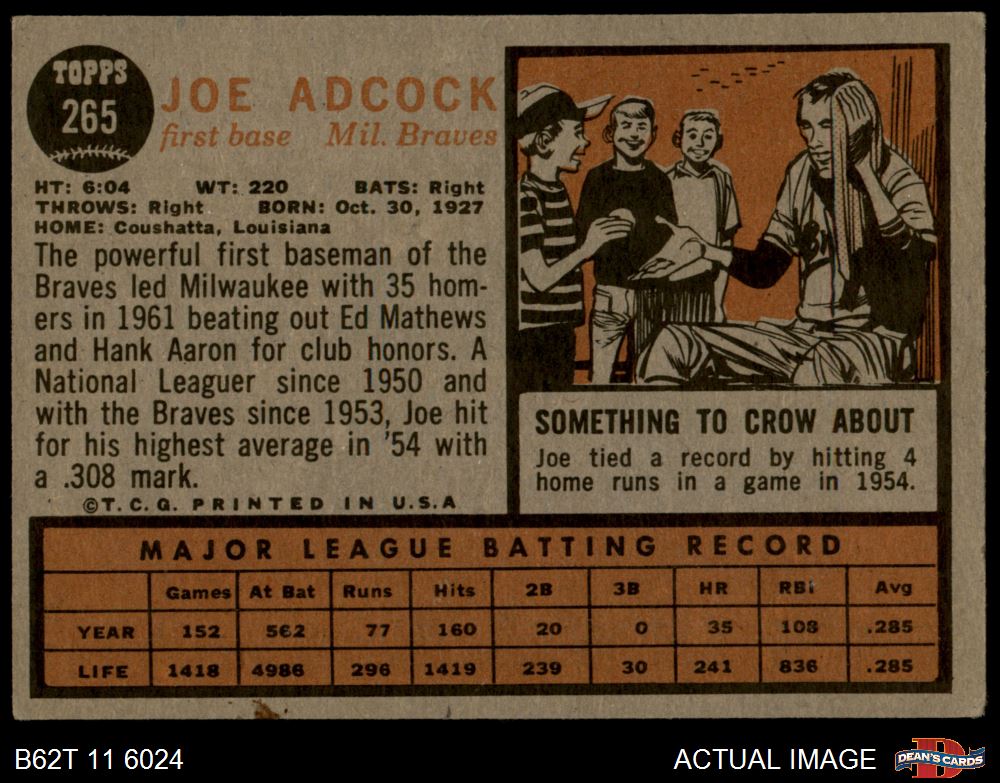 TOPPS
265
JOE ADCOCK
first base Mil. Braves
HT: 6:04 WT: 220 BATS: Right
THROWS: Right BORN: Oct. 30, 1927
HOME: Coushatta, Louisiana
The powerful first baseman of the
Braves led Milwaukee with 35 hom-
ers in 1961 beating out Ed Mathews
and Hank Aaron for club honors. A
National Leaguer since 1950 and
with the Braves since 1953, Joe hit
for his highest average in '54 with
a .308 mark.
©T.C.G. PRINTED IN U.S.A
SOMETHING TO CROW ABOUT
Joe tied a record by hitting 4
home runs in a game in 1954.
MAJOR LEAGUE BATTING RECORD
Games At Bat Runs Hits 2B 3B HR RBI Avg
YEAR 152 562 77 160 20 0 35 108 .285
LIFE 1418 4986 296 1419 239 30 241 836 .285
B62T 11 6024
ACTUAL IMAGE
D
DEAN'S CARDS